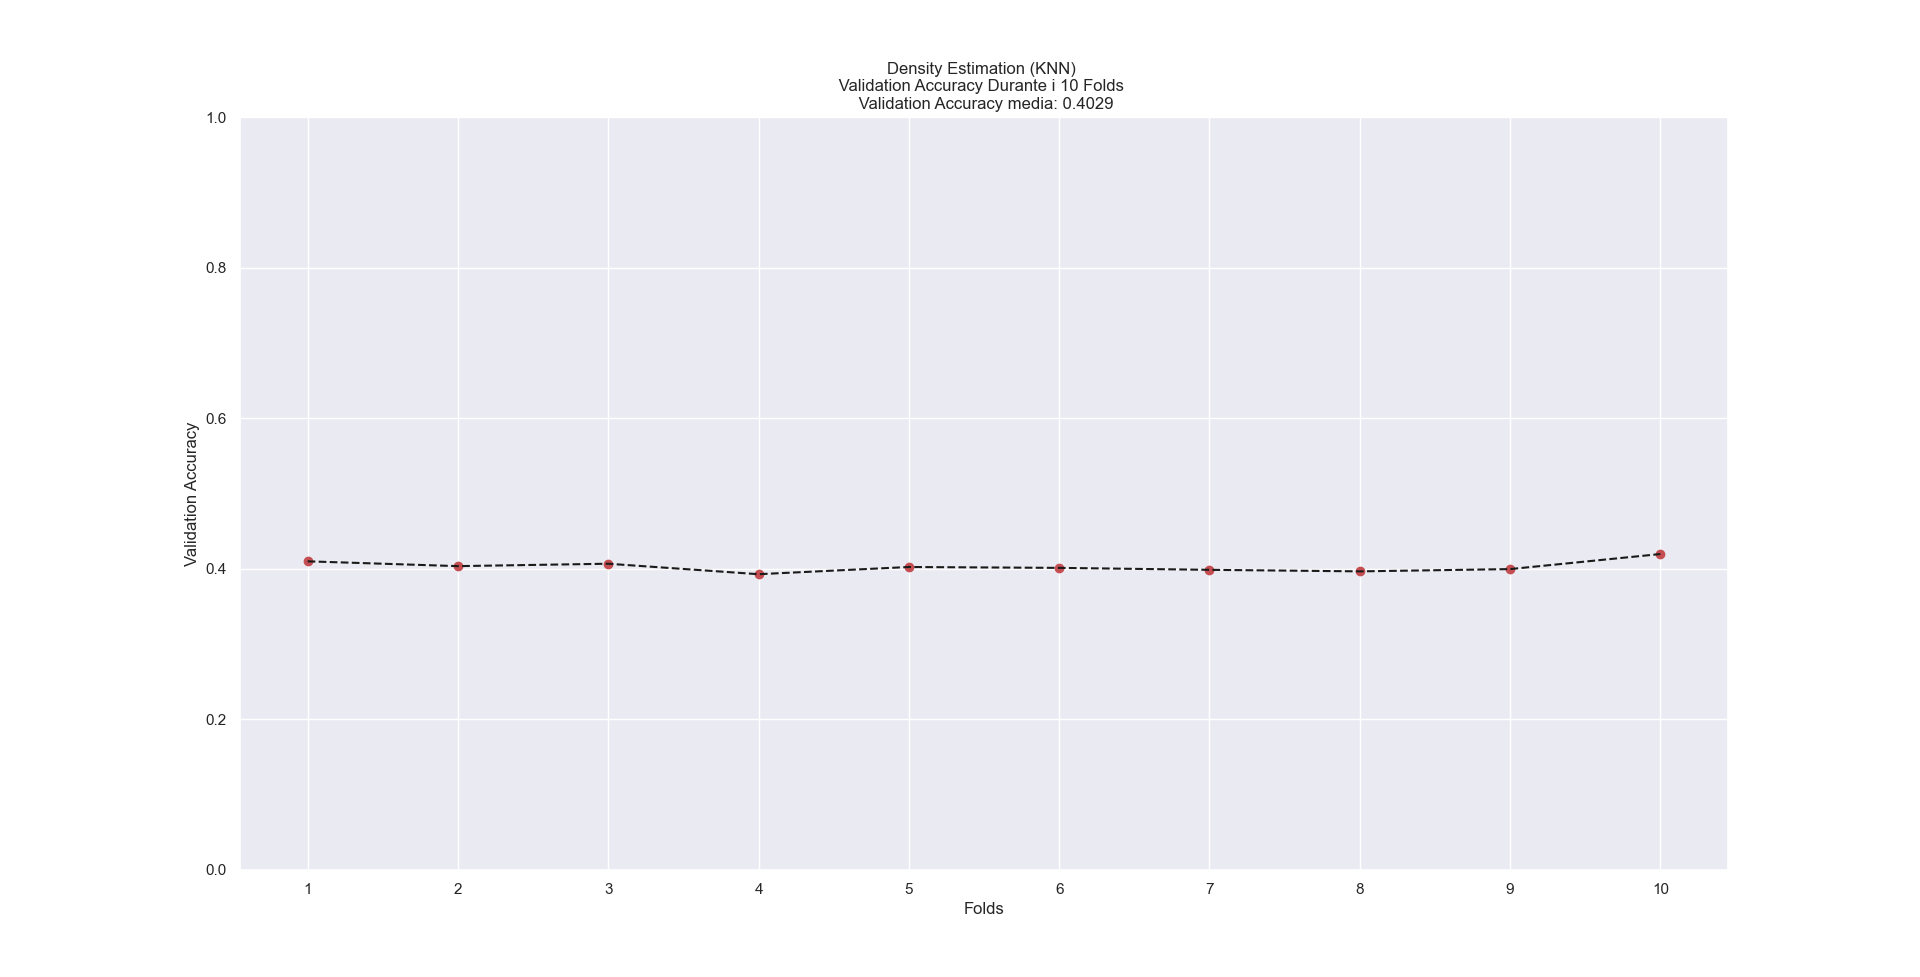 Density Estimation (KNN)
Validation Accuracy Durante i 10 Folds
Validation Accuracy media: 0.4029
1.0
0.8
0.6
0.4
0.2
0.0
Validation Accuracy
1 2 3 4 5 6 7 8 9 10
Folds